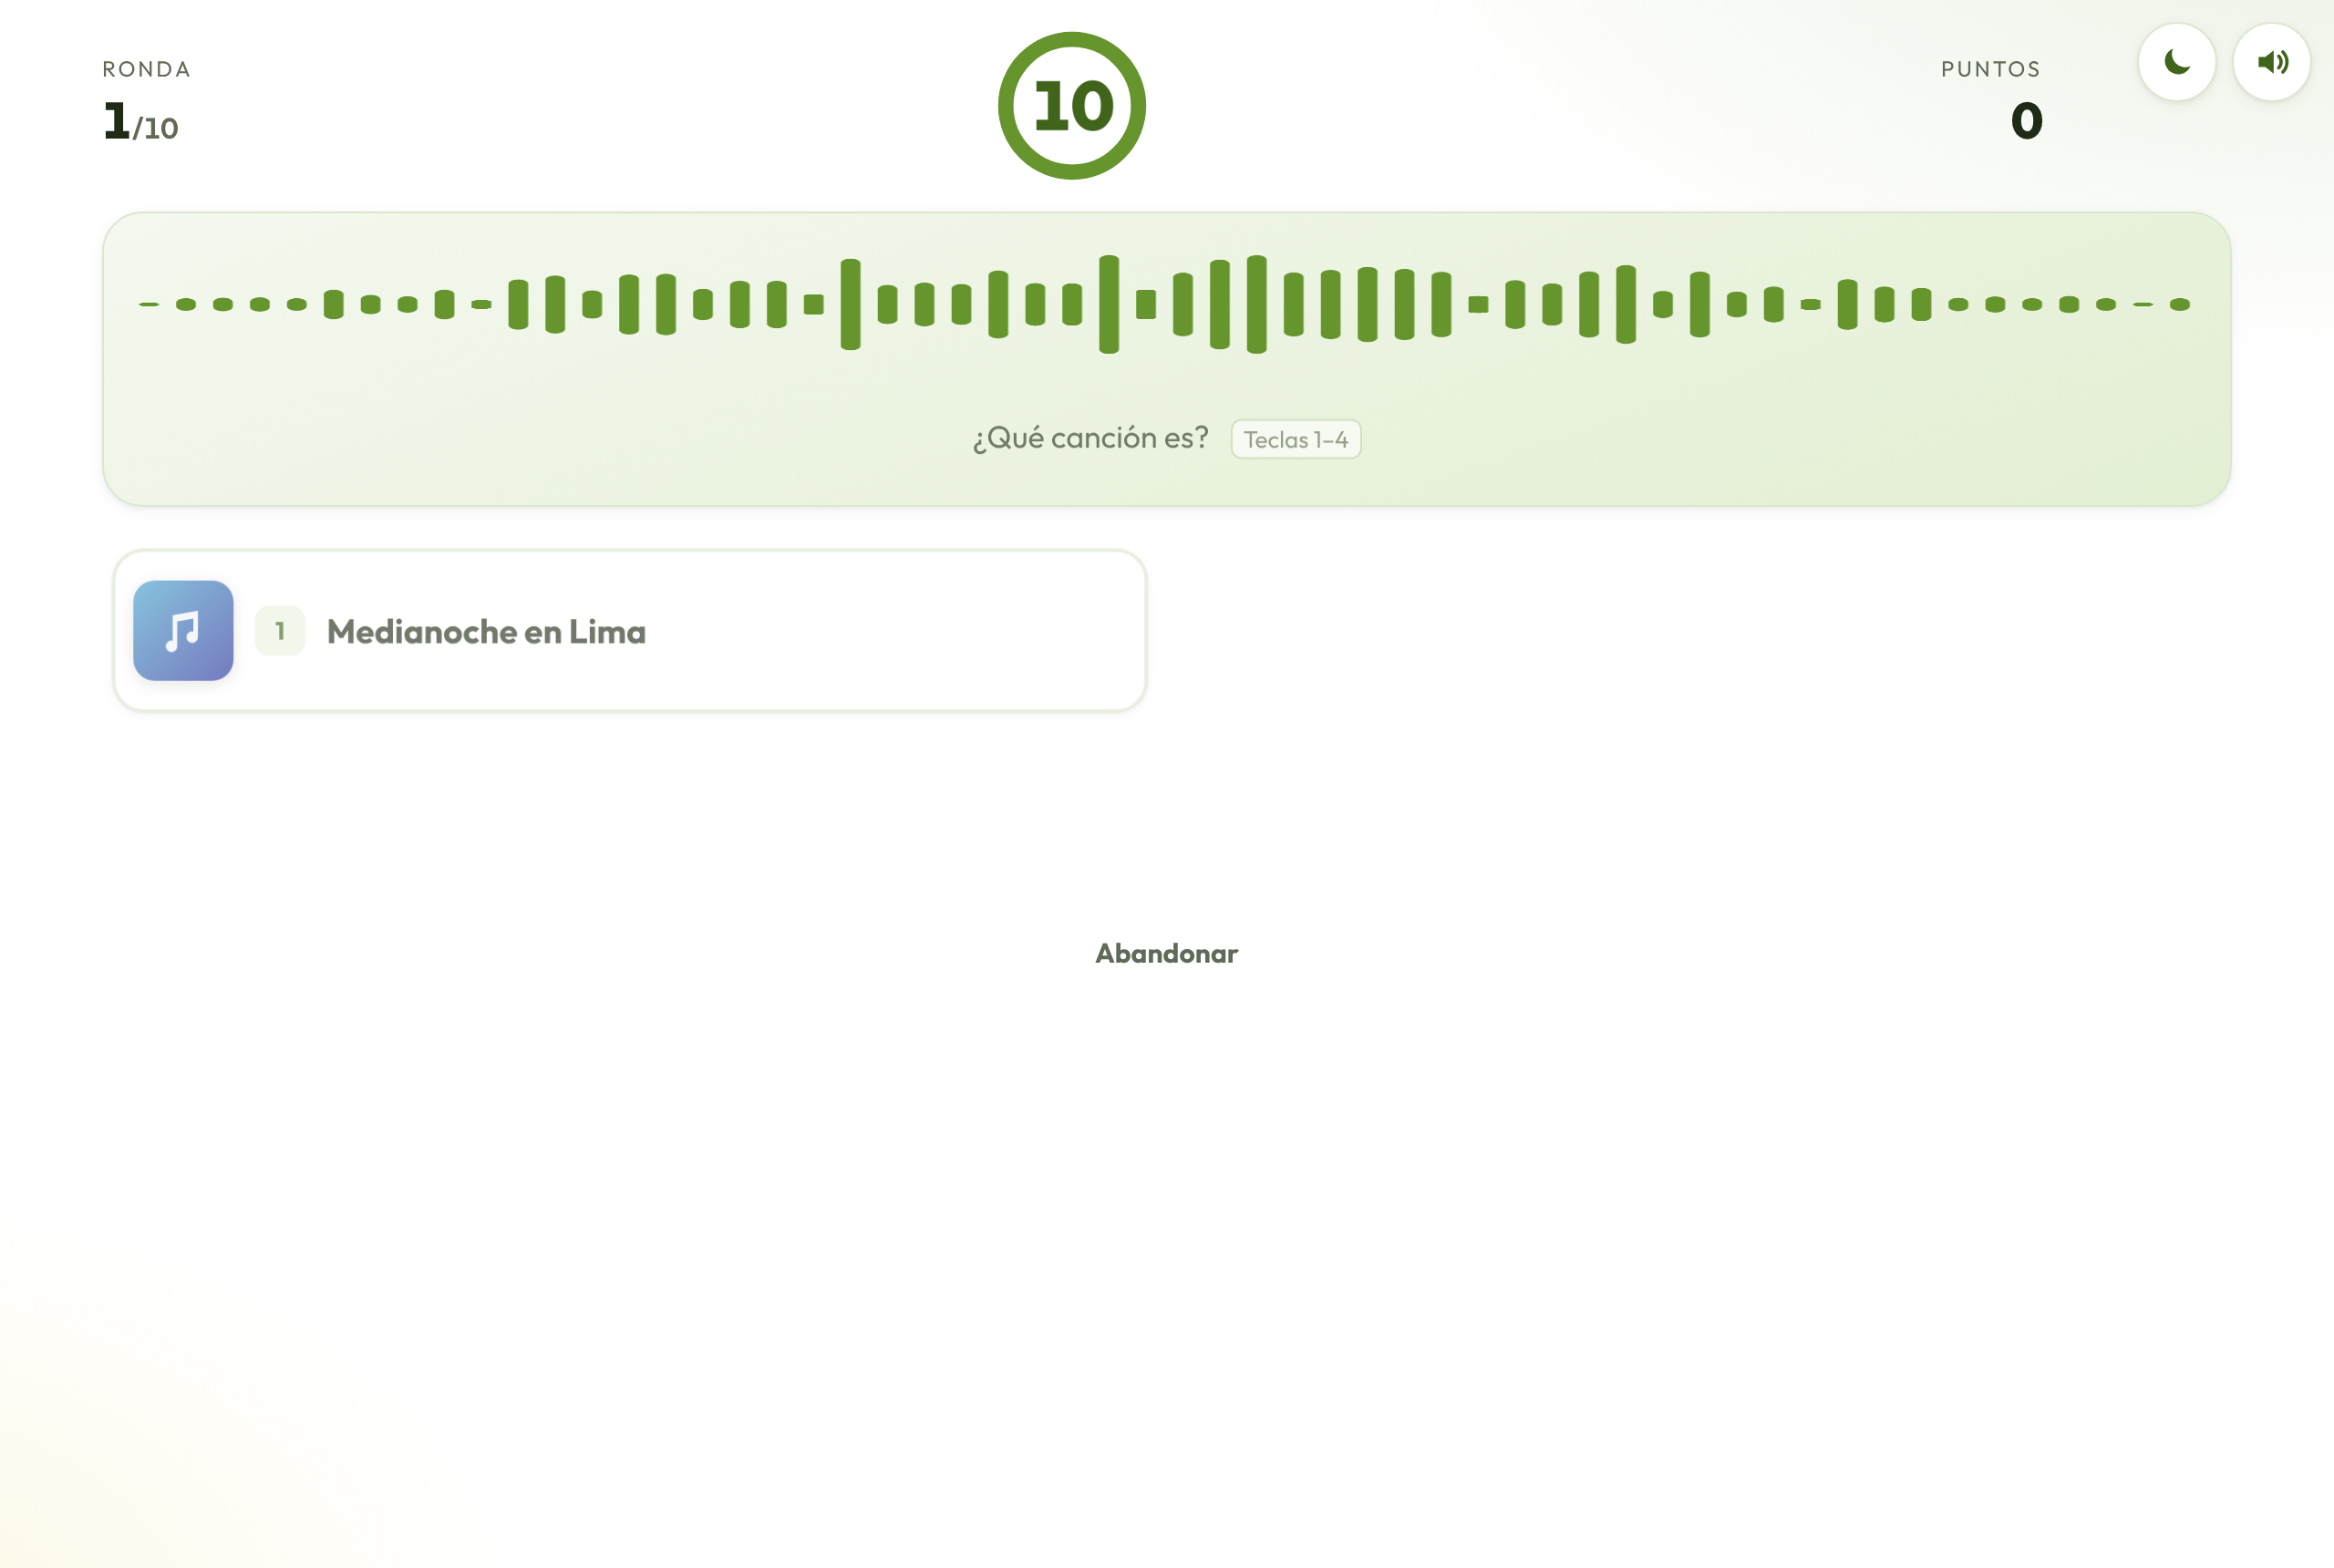 RONDA
1/10
10
PUNTOS
0
¿Qué canción es? Teclas 1–4
1 Medianoche en Lima
Abandonar